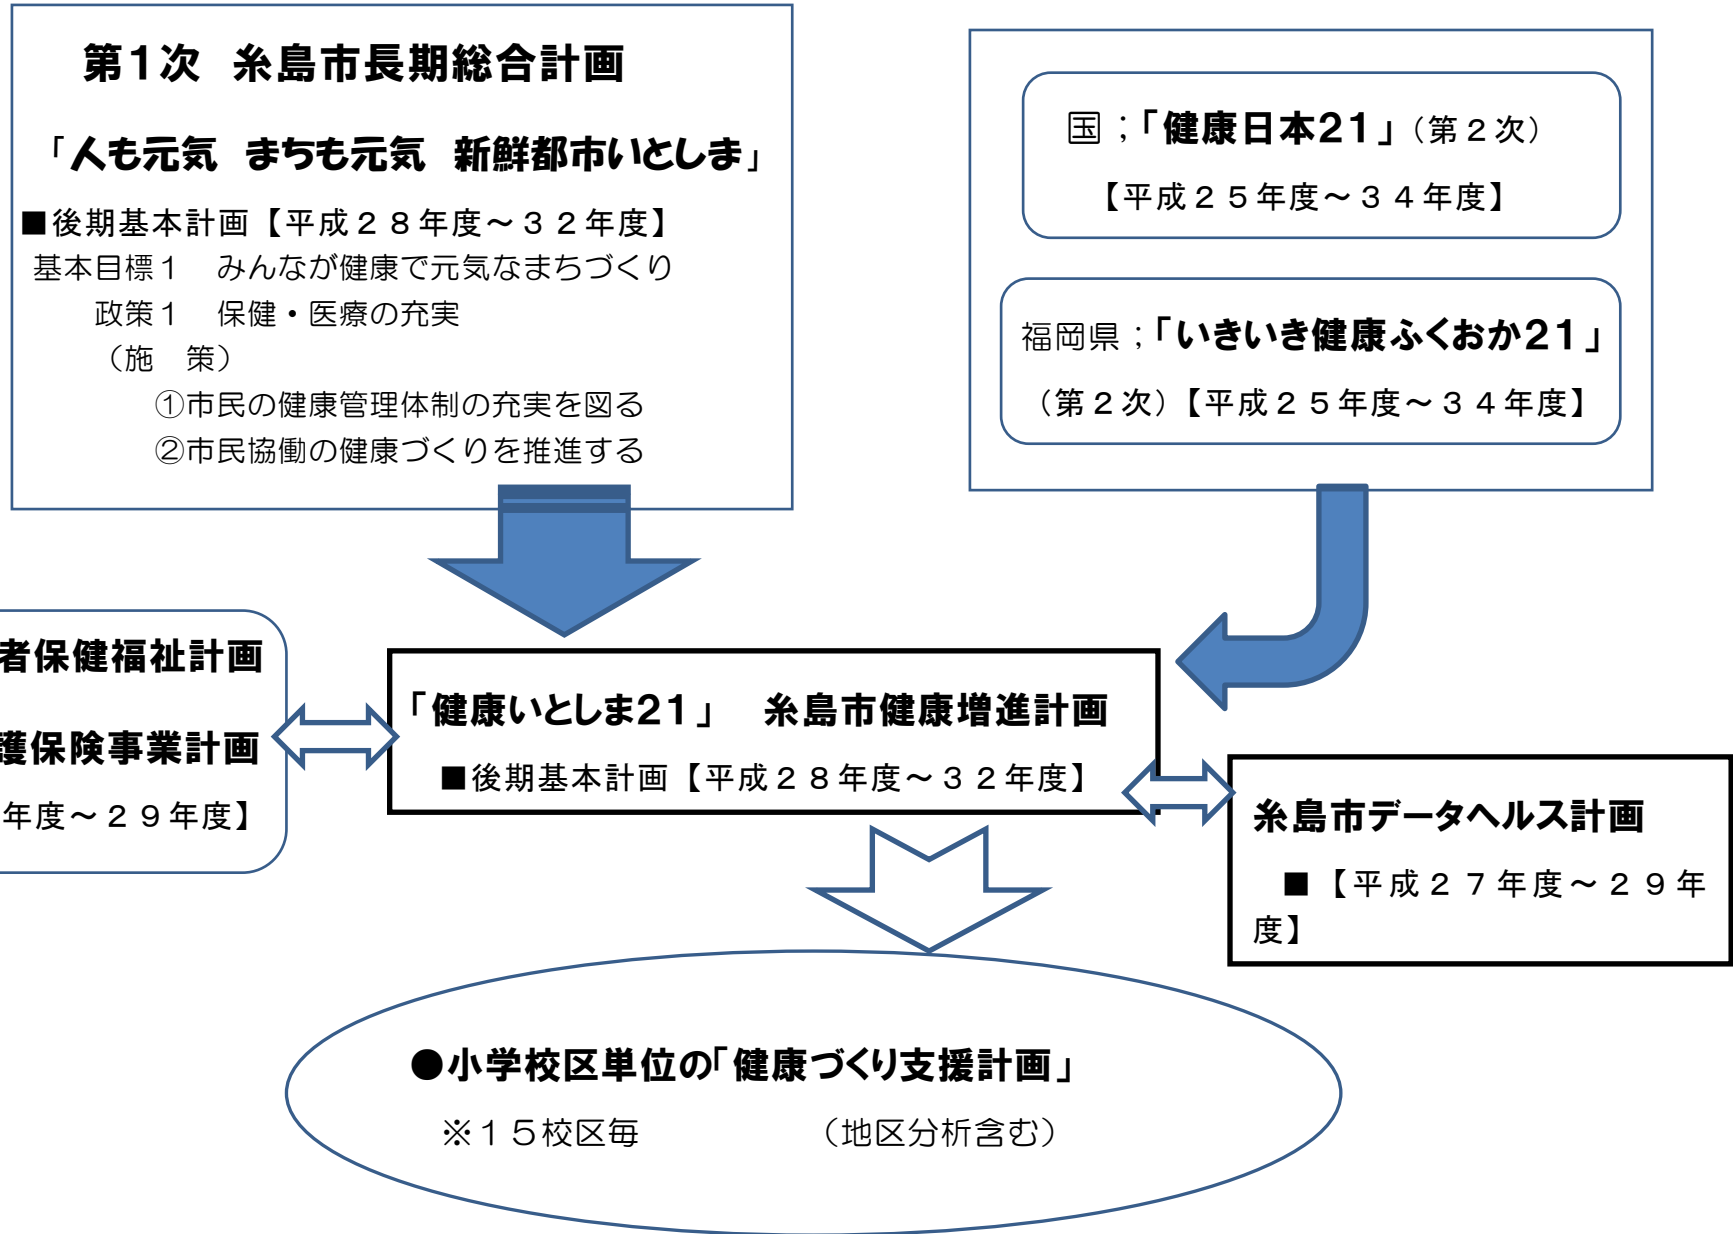 第1次 糸島市長期総合計画
「人も元気 まちも元気 新鮮都市いとしま」
■後期基本計画【平成２８年度～３２年度】
基本目標１　みんなが健康で元気なまちづくり
政策１　保健・医療の充実
（施　策）
①市民の健康管理体制の充実を図る
②市民協働の健康づくりを推進する
国；「健康日本21」（第２次）
【平成２５年度～３４年度】
福岡県；「いきいき健康ふくおか21」
（第２次）【平成２５年度～３４年度】
者保健福祉計画
護保険事業計画
年度～２９年度】
「健康いとしま21」　糸島市健康増進計画
■後期基本計画【平成２８年度～３２年度】
糸島市データヘルス計画
■【平成２７年度～２９年
度】
●小学校区単位の「健康づくり支援計画」
※１５校区毎　　　　　　（地区分析含む）